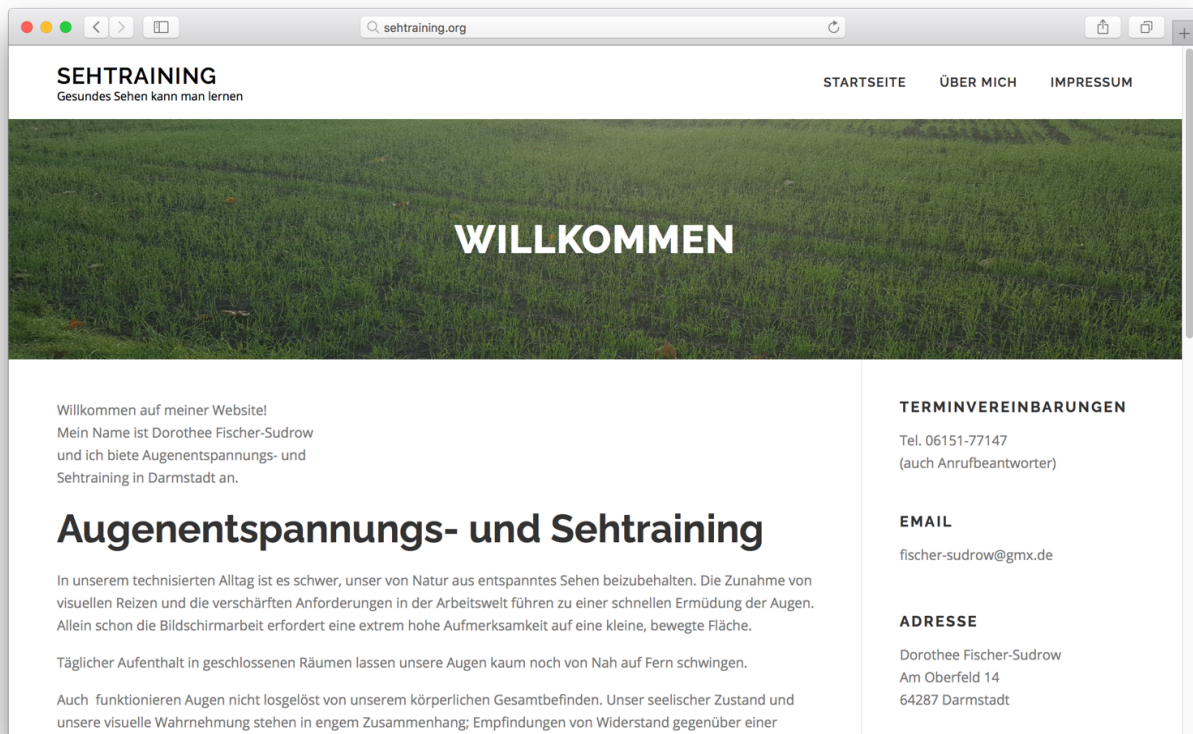 sehtraining.org
SEHTRAINING
Gesundes Sehen kann man lernen
STARTSEITE ÜBER MICH IMPRESSUM
WILLKOMMEN
Willkommen auf meiner Website!
Mein Name ist Dorothee Fischer-Sudrow
und ich biete Augenentspannungs- und
Sehtraining in Darmstadt an.
Augenentspannungs- und Sehtraining
In unserem technisierten Alltag ist es schwer, unser von Natur aus entspanntes Sehen beizubehalten. Die Zunahme von
visuellen Reizen und die verschärften Anforderungen in der Arbeitswelt führen zu einer schnellen Ermüdung der Augen.
Allein schon die Bildschirmarbeit erfordert eine extrem hohe Aufmerksamkeit auf eine kleine, bewegte Fläche.
Täglicher Aufenthalt in geschlossenen Räumen lassen unsere Augen kaum noch von Nah auf Fern schwingen.
Auch  funktionieren Augen nicht losgelöst von unserem körperlichen Gesamtbefinden. Unser seelischer Zustand und
unsere visuelle Wahrnehmung stehen in engem Zusammenhang; Empfindungen von Widerstand gegenüber einer
TERMINVEREINBARUNGEN
Tel. 06151-77147
(auch Anrufbeantworter)
EMAIL
fischer-sudrow@gmx.de
ADRESSE
Dorothee Fischer-Sudrow
Am Oberfeld 14
64287 Darmstadt